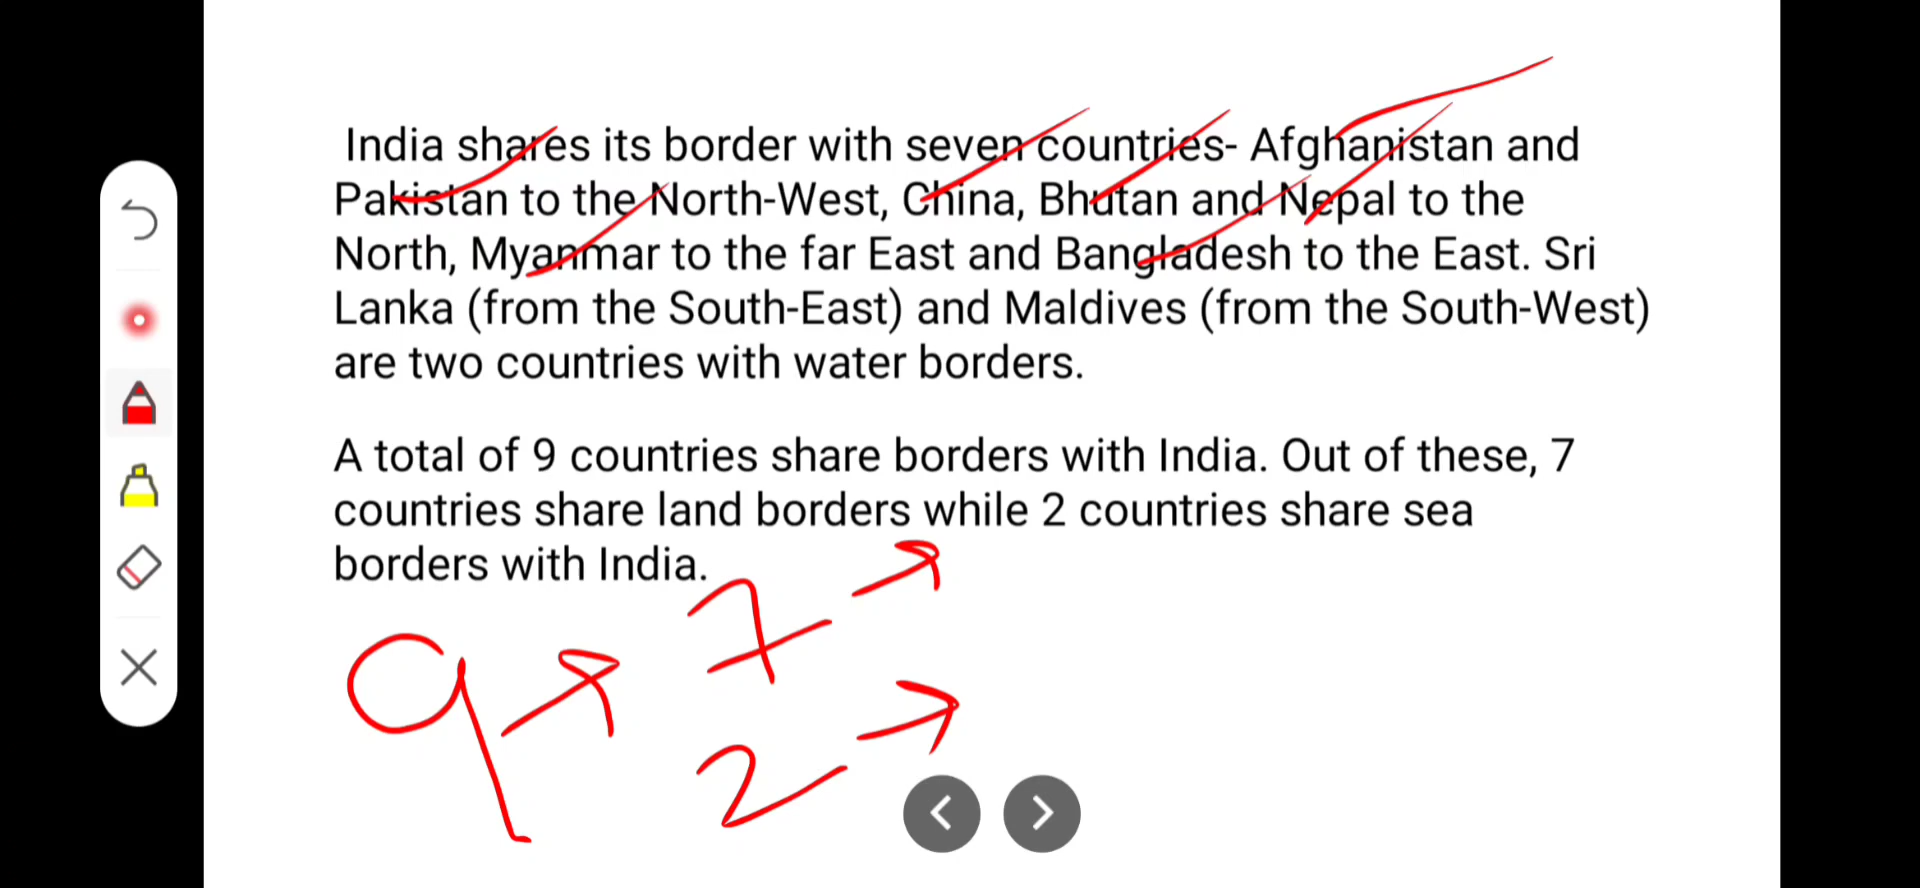 India shares its border with seven countries- Afghanistan and
Pakistan to the North-West, China, Bhutan and Nepal to the
North, Myanmar to the far East and Bangladesh to the East. Sri
Lanka (from the South-East) and Maldives (from the South-West)
are two countries with water borders.
A total of 9 countries share borders with India. Out of these, 7
countries share land borders while 2 countries share sea
borders with India.
9 7
2